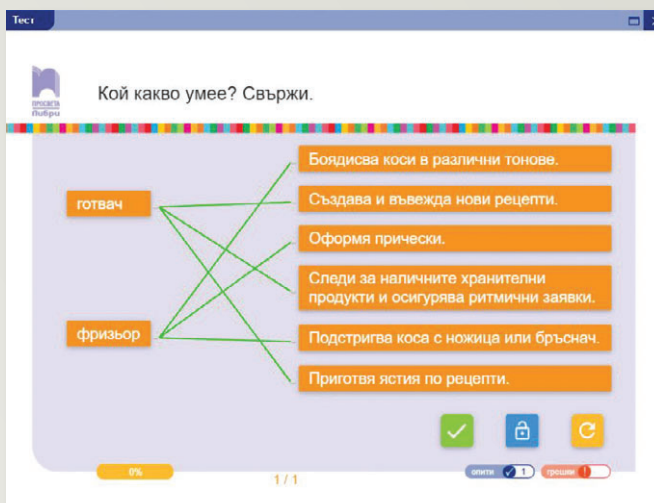 Тест
ПРОСВЕТА
Либри
Кой какво умее? Свържи.
готвач
фризьор
Боядисва коси в различни тонове.
Създава и въвежда нови рецепти.
Оформя прически.
Следи за наличните хранителни
продукти и осигурява ритмични заявки.
Подстригва коса с ножица или бръснач.
Приготвя ястия по рецепти.
0%
1 / 1
опити 1
грешки